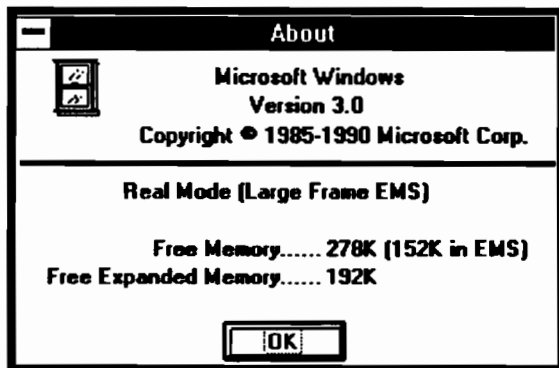 About
Microsoft Windows
Version 3.0
Copyright © 1985-1990 Microsoft Corp.
Real Mode (Large Frame EMS)
Free Memory...... 278K (152K in EMS)
Free Expanded Memory...... 192K
OK